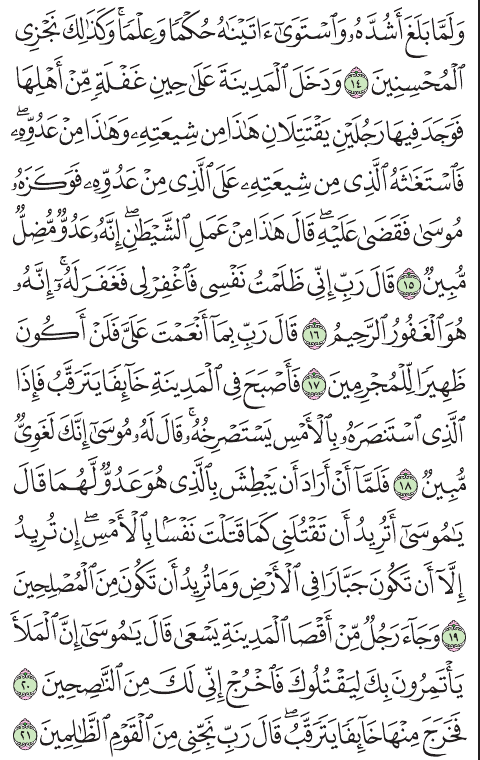 وَلَمَّا بَلَغَ أَشُدَّهُۥ وَٱسْتَوَىٰٓ ءَاتَيْنَٰهُ حُكْمًا وَعِلْمًا ۚ وَكَذَٰلِكَ نَجْزِى
ٱلْمُحْسِنِينَ ١٤ وَدَخَلَ ٱلْمَدِينَةَ عَلَىٰ حِينِ غَفْلَةٍ مِّنْ أَهْلِهَا
فَوَجَدَ فِيهَا رَجُلَيْنِ يَقْتَتِلَانِ هَٰذَا مِن شِيعَتِهِۦ وَهَٰذَا مِنْ عَدُوِّهِۦ ۖ
فَٱسْتَغَٰثَهُ ٱلَّذِى مِن شِيعَتِهِۦ عَلَى ٱلَّذِى مِنْ عَدُوِّهِۦ فَوَكَزَهُۥ
مُوسَىٰ فَقَضَىٰ عَلَيْهِ ۖ قَالَ هَٰذَا مِنْ عَمَلِ ٱلشَّيْطَٰنِ ۖ إِنَّهُۥ عَدُوٌّ مُّضِلٌّ
مُّبِينٌ ١٥ قَالَ رَبِّ إِنِّى ظَلَمْتُ نَفْسِى فَٱغْفِرْ لِى فَغَفَرَ لَهُۥٓ ۚ إِنَّهُۥ
هُوَ ٱلْغَفُورُ ٱلرَّحِيمُ ١٦ قَالَ رَبِّ بِمَآ أَنْعَمْتَ عَلَىَّ فَلَنْ أَكُونَ
ظَهِيرًا لِّلْمُجْرِمِينَ ١٧ فَأَصْبَحَ فِى ٱلْمَدِينَةِ خَآئِفًا يَتَرَقَّبُ فَإِذَا
ٱلَّذِى ٱسْتَنصَرَهُۥ بِٱلْأَمْسِ يَسْتَصْرِخُهُۥ ۚ قَالَ لَهُۥ مُوسَىٰٓ إِنَّكَ لَغَوِىٌّ
مُّبِينٌ ١٨ فَلَمَّآ أَنْ أَرَادَ أَن يَبْطِشَ بِٱلَّذِى هُوَ عَدُوٌّ لَّهُمَا قَالَ
يَٰمُوسَىٰٓ أَتُرِيدُ أَن تَقْتُلَنِى كَمَا قَتَلْتَ نَفْسًۢا بِٱلْأَمْسِ ۖ إِن تُرِيدُ
إِلَّآ أَن تَكُونَ جَبَّارًا فِى ٱلْأَرْضِ وَمَا تُرِيدُ أَن تَكُونَ مِنَ ٱلْمُصْلِحِينَ
١٩ وَجَآءَ رَجُلٌ مِّنْ أَقْصَا ٱلْمَدِينَةِ يَسْعَىٰ قَالَ يَٰمُوسَىٰٓ إِنَّ ٱلْمَلَأَ
يَأْتَمِرُونَ بِكَ لِيَقْتُلُوكَ فَٱخْرُجْ إِنِّى لَكَ مِنَ ٱلنَّٰصِحِينَ ٢٠
فَخَرَجَ مِنْهَا خَآئِفًا يَتَرَقَّبُ ۖ قَالَ رَبِّ نَجِّنِى مِنَ ٱلْقَوْمِ ٱلظَّٰلِمِينَ ٢١